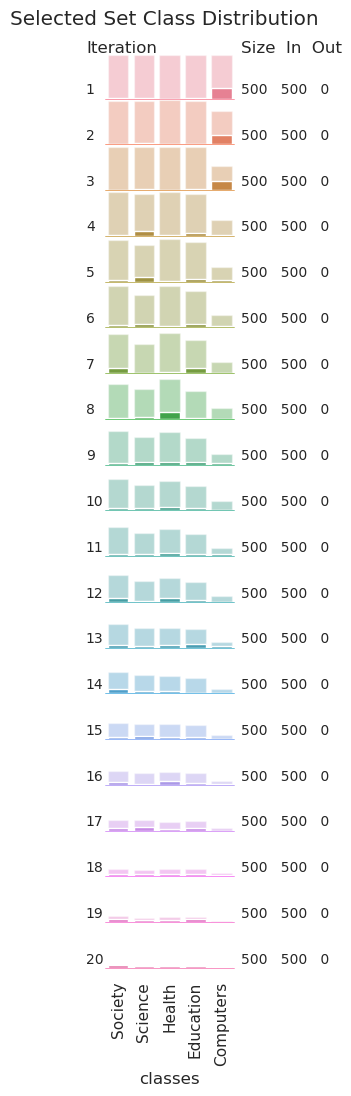 Selected Set Class Distribution
Iteration Size In Out
1 500 500 0
2 500 500 0
3 500 500 0
4 500 500 0
5 500 500 0
6 500 500 0
7 500 500 0
8 500 500 0
9 500 500 0
10 500 500 0
11 500 500 0
12 500 500 0
13 500 500 0
14 500 500 0
15 500 500 0
16 500 500 0
17 500 500 0
18 500 500 0
19 500 500 0
20 500 500 0
Society
Science
Health
Education
Computers
classes